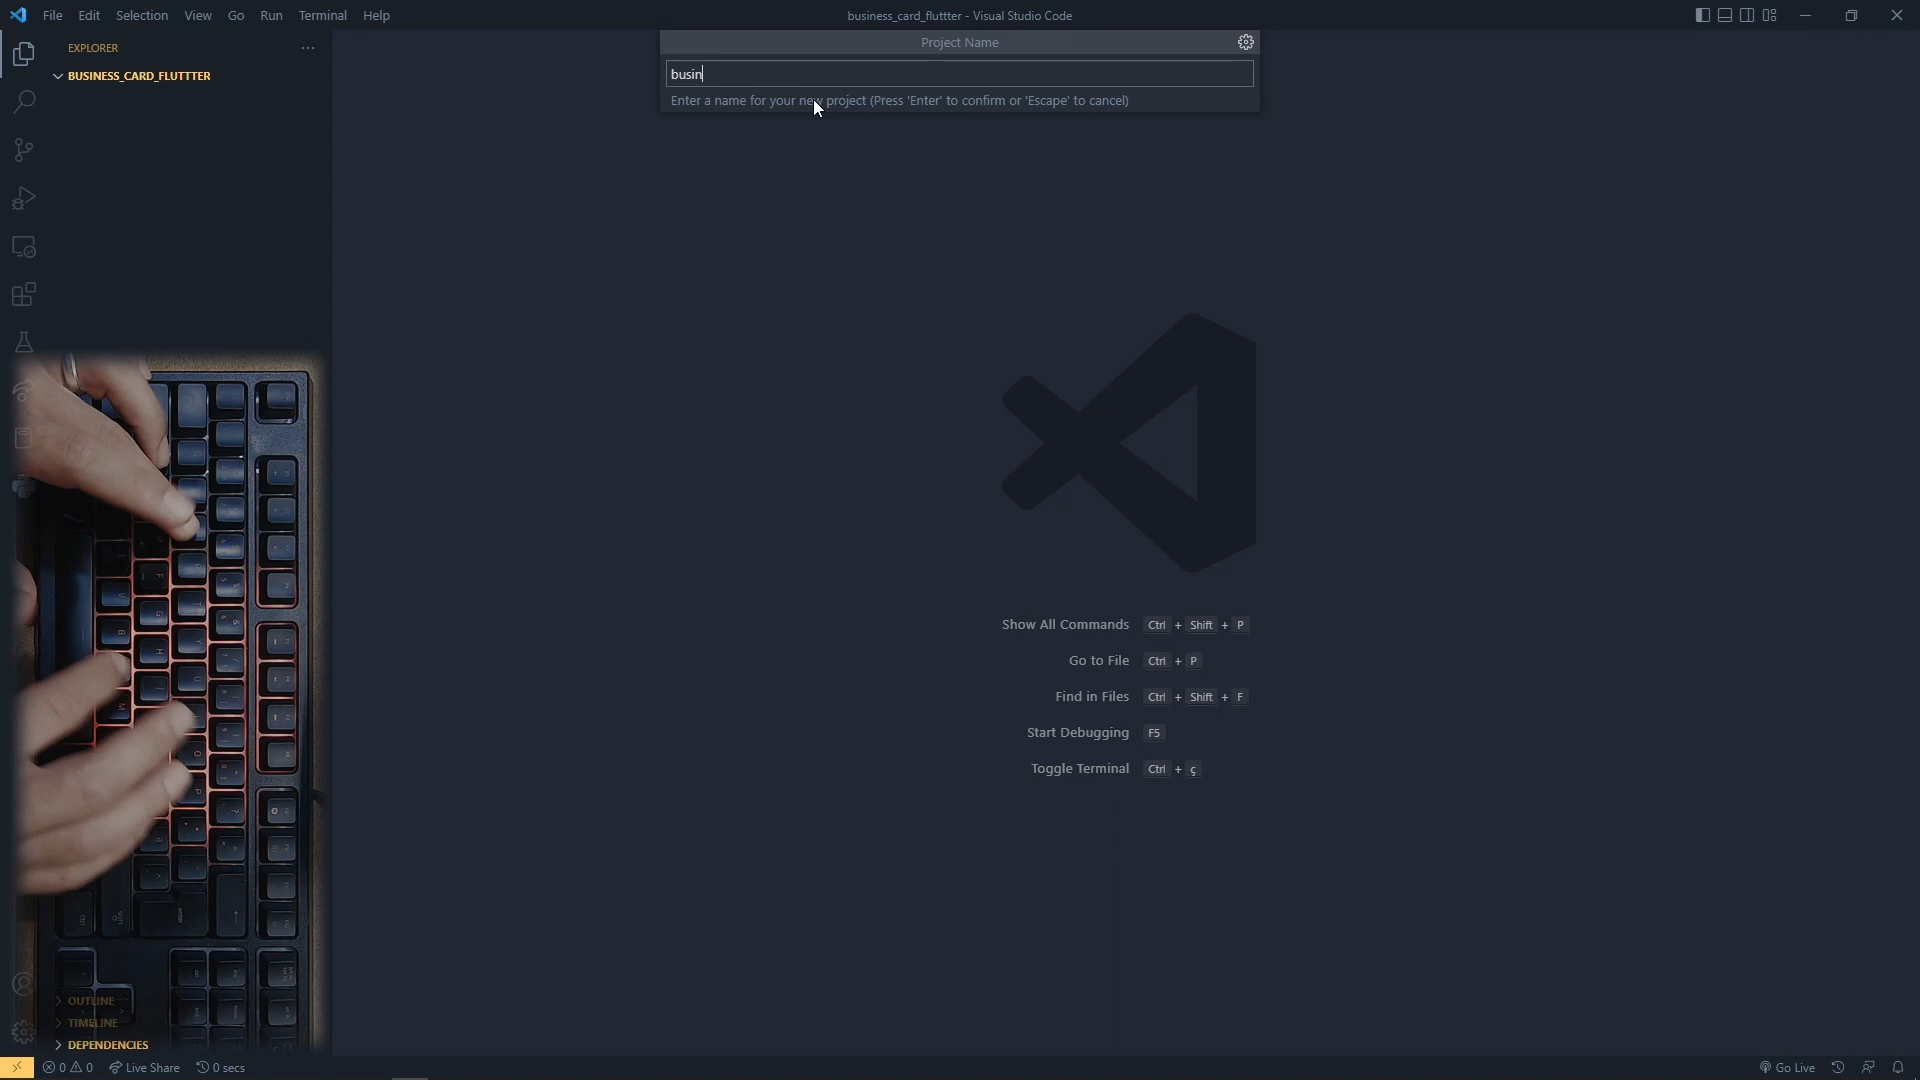 File Edit Selection View Go Run Terminal Help
business_card_fluttter - Visual Studio Code
EXPLORER
BUSINESS_CARD_FLUTTTER
Project Name
busin
Enter a name for your new project (Press 'Enter' to confirm or 'Escape' to cancel)
Show All Commands Ctrl + Shift + P
Go to File Ctrl + P
Find in Files Ctrl + Shift + F
Start Debugging F5
Toggle Terminal Ctrl + ç
OUTLINE
TIMELINE
DEPENDENCIES
0 0 Live Share 0 secs
Go Live